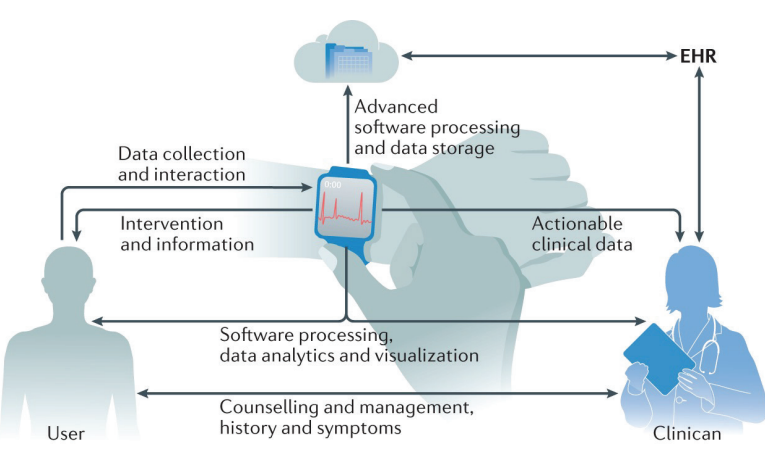 EHR
Advanced
software processing
and data storage
Data collection
and interaction
0:00
Intervention
and information
Actionable
clinical data
Software processing,
data analytics and visualization
Counselling and management,
history and symptoms
User
Clinican